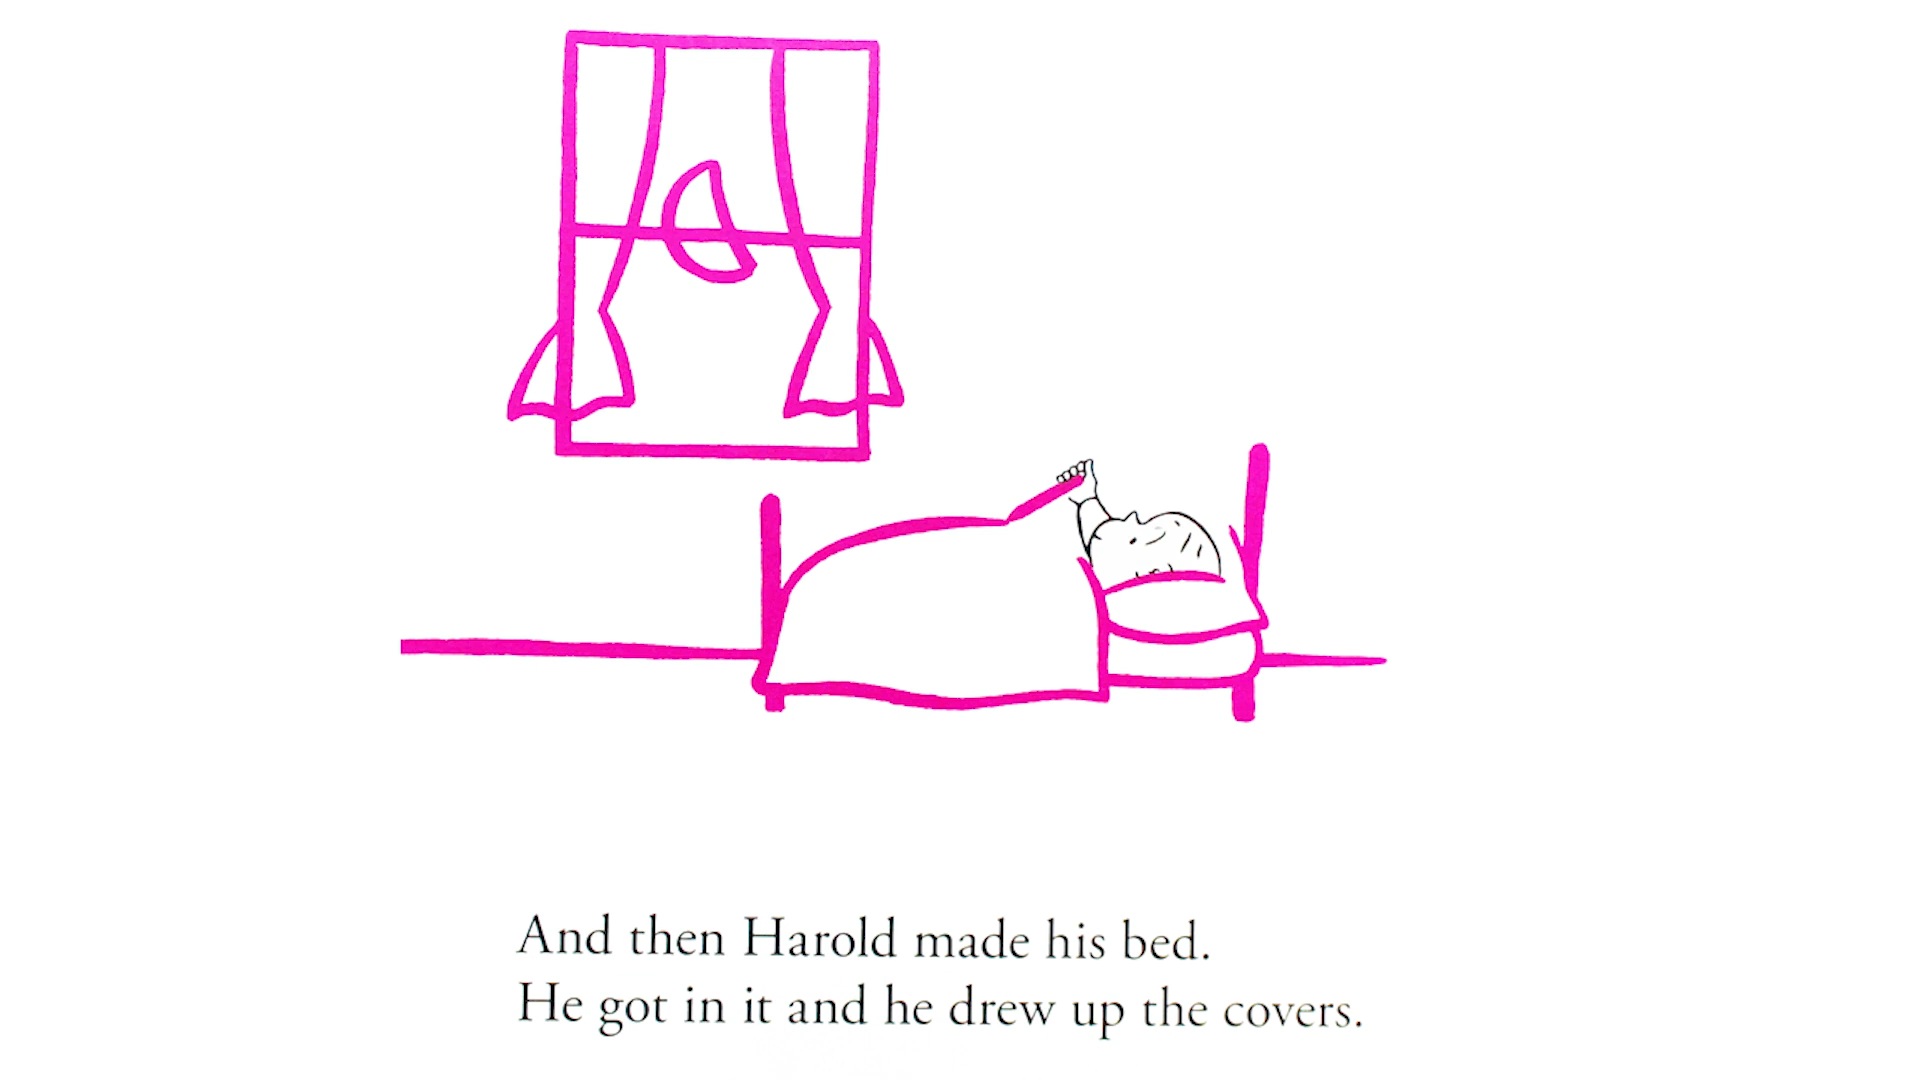 And then Harold made his bed.
He got in it and he drew up the covers.